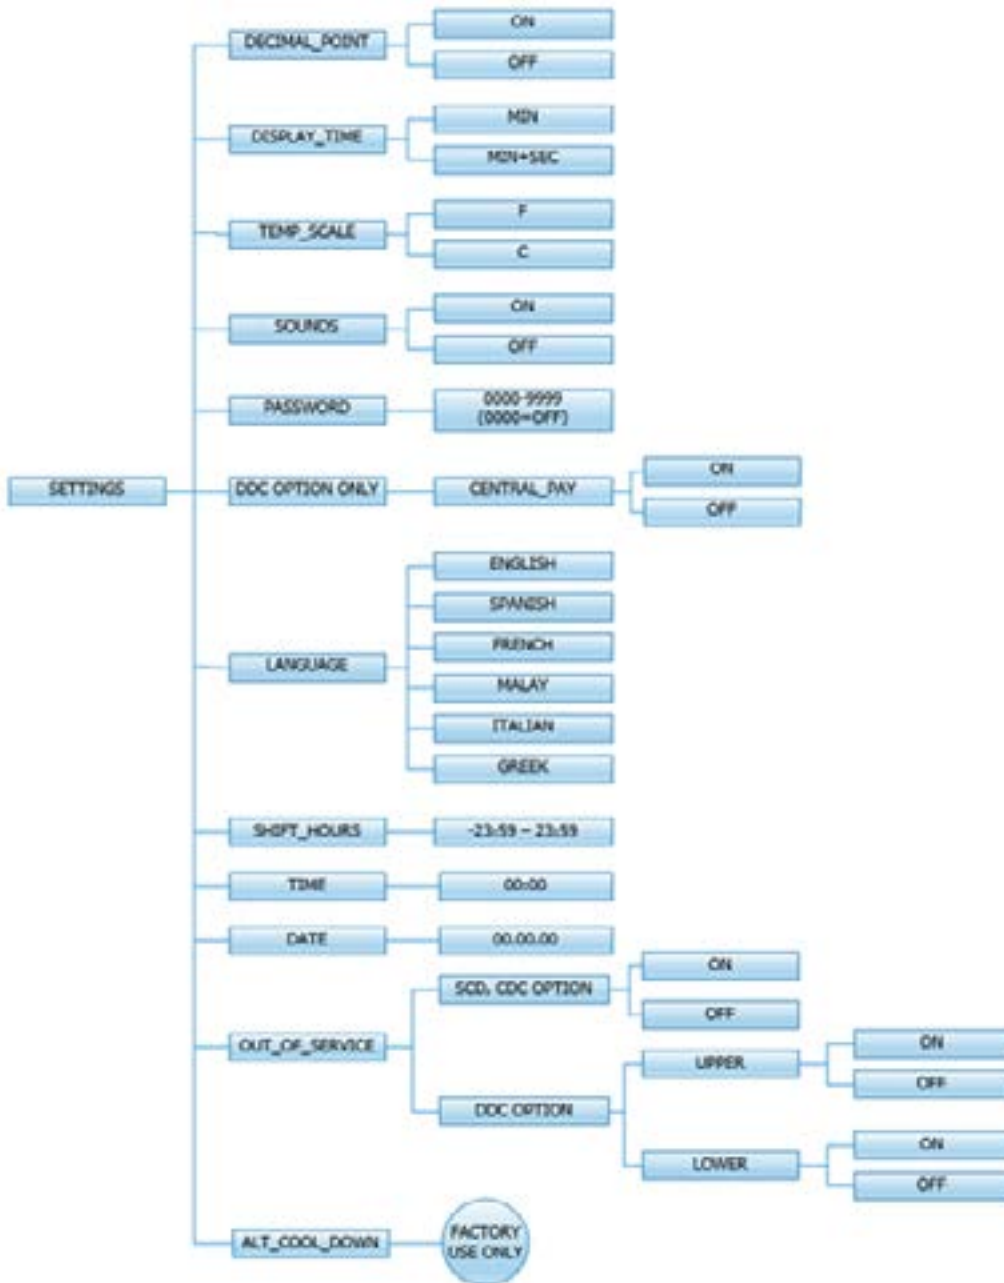 DECIMAL_POINT
ON
OFF
DISPLAY_TIME
MIN
MIN+SEC
TEMP_SCALE
F
C
SOUNDS
ON
OFF
PASSWORD
0000-9999
(0000=OFF)
SETTINGS
DDC OPTION ONLY
CENTRAL_PAY
ON
OFF
LANGUAGE
ENGLISH
SPANISH
FRENCH
MALAY
ITALIAN
GREEK
SHIFT_HOURS
-23:59 – 23:59
TIME
00:00
DATE
00.00.00
OUT_OF_SERVICE
SCD, CDC OPTION
ON
OFF
DDC OPTION
UPPER
ON
OFF
LOWER
ON
OFF
ALT_COOL_DOWN
FACTORY
USE ONLY